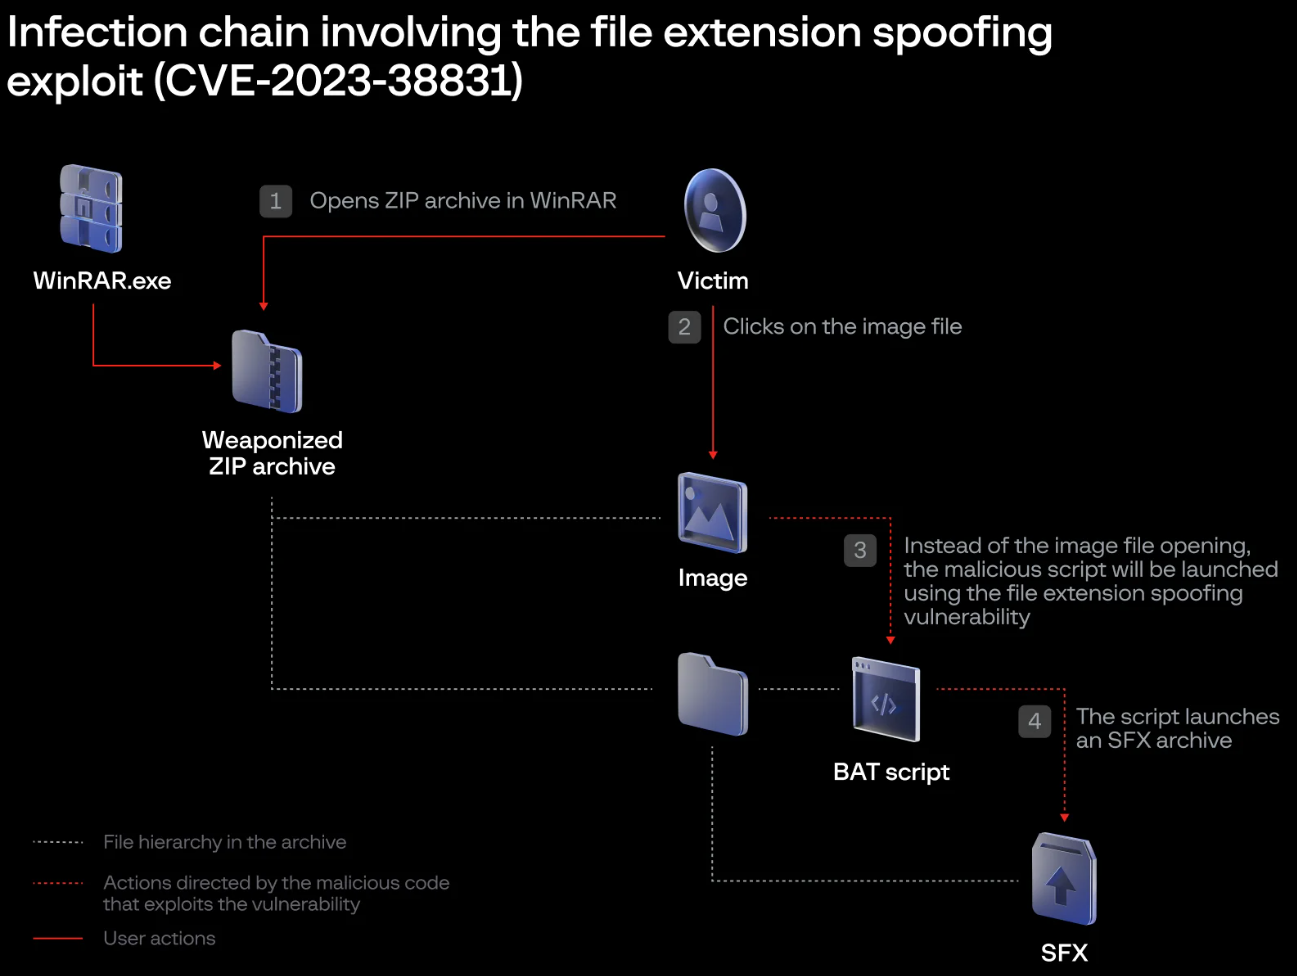 Infection chain involving the file extension spoofing
exploit (CVE-2023-38831)
1
Opens ZIP archive in WinRAR
WinRAR.exe
Victim
2
Clicks on the image file
Weaponized
ZIP archive
Image
3
Instead of the image file opening,
the malicious script will be launched
using the file extension spoofing
vulnerability
</>
BAT script
4
The script launches
an SFX archive
SFX
File hierarchy in the archive
Actions directed by the malicious code
that exploits the vulnerability
User actions